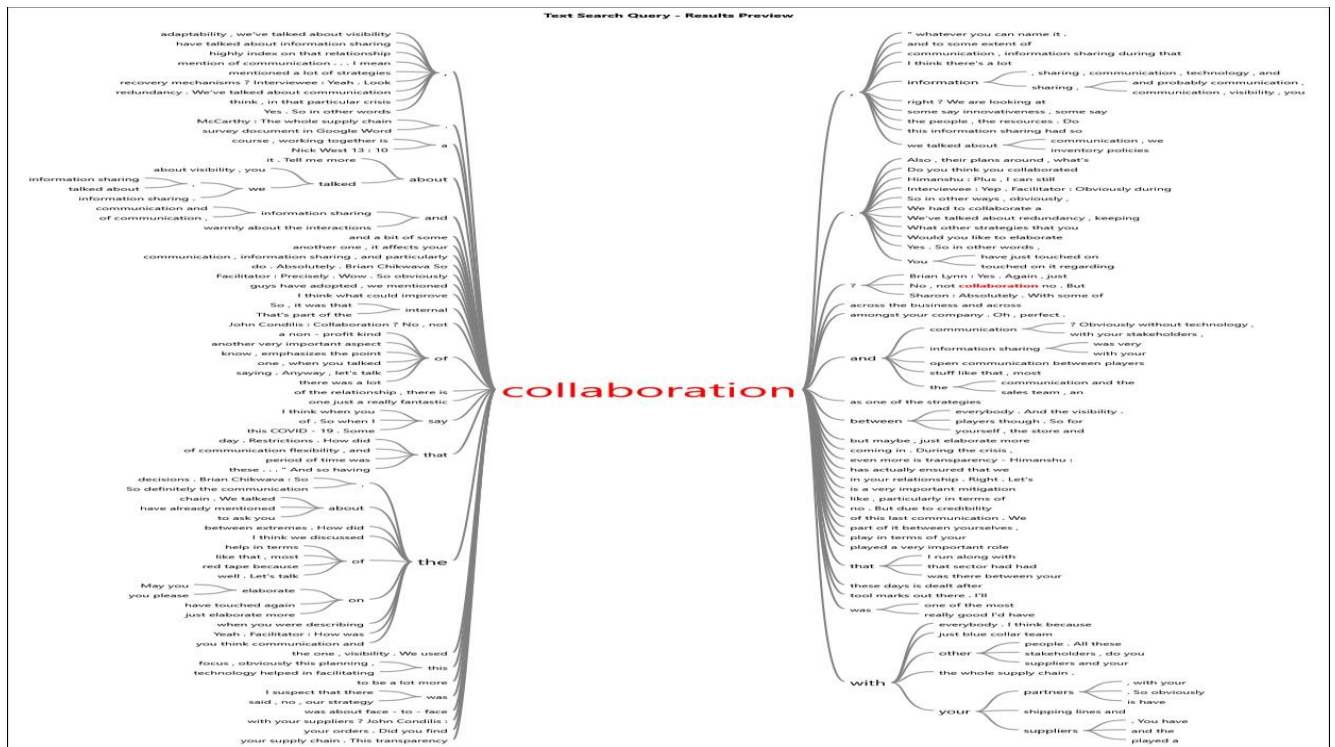 Text Search Query - Results Preview
adaptability , we've talked about visibility
have talked about information sharing
highly index on that relationship
mention of communication . . . I mean
mentioned a lot of strategies
recovery mechanisms ? Interviewee : Yeah . Look
redundancy . We've talked about communication
think , in that particular crisis
Yes . So in other words
,
McCarthy : The whole supply chain
survey document in Google Word
.
course , working together is
Nick West 13 : 10
a
it . Tell me more
about visibility , you
information sharing
talked about
,
information sharing .
we
talked
about
communication and
of communication ,
information sharing
warmly about the interactions
and
and a bit of some
another one , it affects your
communication , information sharing , and particularly
do . Absolutely . Brian Chikwava So
Facilitator : Precisely . Wow . So obviously
guys have adopted , we mentioned
I think what could improve
So , it was that
That's part of the
internal
John Condilis : Collaboration ? No , not
a non - profit kind
another very important aspect
know , emphasizes the point
one , when you talked
saying . Anyway , let's talk
there was a lot
of
of the relationship , there is
one just a really fantastic
I think when you
of . So when I
this COVID - 19 . Some
say
day . Restrictions . How did
of communication flexibility , and
period of time was
these . . . " And so having
that
decisions . Brian Chikwava : So
So definitely the communication
,
chain . We talked
have already mentioned
to ask you
about
between extremes . How did
I think we discussed
help in terms
like that , most
red tape because
well . Let's talk
of
May you
you please
elaborate
have touched again
just elaborate more
on
when you were describing
Yeah . Facilitator : How was
you think communication and
the
the one , visibility . We used
focus , obviously this planning ,
technology helped in facilitating
this
to be a lot more
I suspect that there
said , no , our strategy
was
was about face - to - face
with your suppliers ? John Condilis :
your orders . Did you find
your supply chain . This transparency
collaboration
" whatever you can name it .
and to some extent of
communication , information sharing during that
I think there's a lot
information
, sharing , communication , technology , and
sharing ,
and probably communication ,
communication , visibility , you
right ? We are looking at
some say innovativeness , some say
the people , the resources . Do
this information sharing had so
we talked about
communication , we
inventory policies
,
Also , their plans around , what's
Do you think you collaborated
Himanshu : Plus , I can still
Interviewee : Yep . Facilitator : Obviously during
So in other ways , obviously ,
We had to collaborate a
We've talked about redundancy , keeping
What other strategies that you
Would you like to elaborate
Yes . So in other words ,
You
have just touched on
touched on it regarding
.
Brian Lynn : Yes . Again , just
? No , not collaboration no . But
Sharon : Absolutely . With some of
across the business and across
amongst your company . Oh , perfect .
and
communication
? Obviously without technology ,
with your stakeholders ,
information sharing
was very
with your
open communication between players
stuff like that , most
the
communication and the
sales team , an
as one of the strategies
between
everybody . And the visibility .
players though . So for
yourself , the store and
but maybe , just elaborate more
coming in . During the crisis ,
even more is transparency - Himanshu :
has actually ensured that we
in your relationship . Right . Let's
is a very important mitigation
like , particularly in terms of
no . But due to credibility
of this last communication . We
part of it between yourselves ,
play in terms of your
played a very important role
that
I run along with
that sector had had
was there between your
these days is dealt after
tool marks out there . I'll
was
one of the most
really good I'd have
with
everybody . I think because
just blue collar team
other
people . All these
stakeholders , do you
suppliers and your
the whole supply chain .
your
partners
, with your
. So obviously
is have
shipping lines and
suppliers
. You have
and the
played a